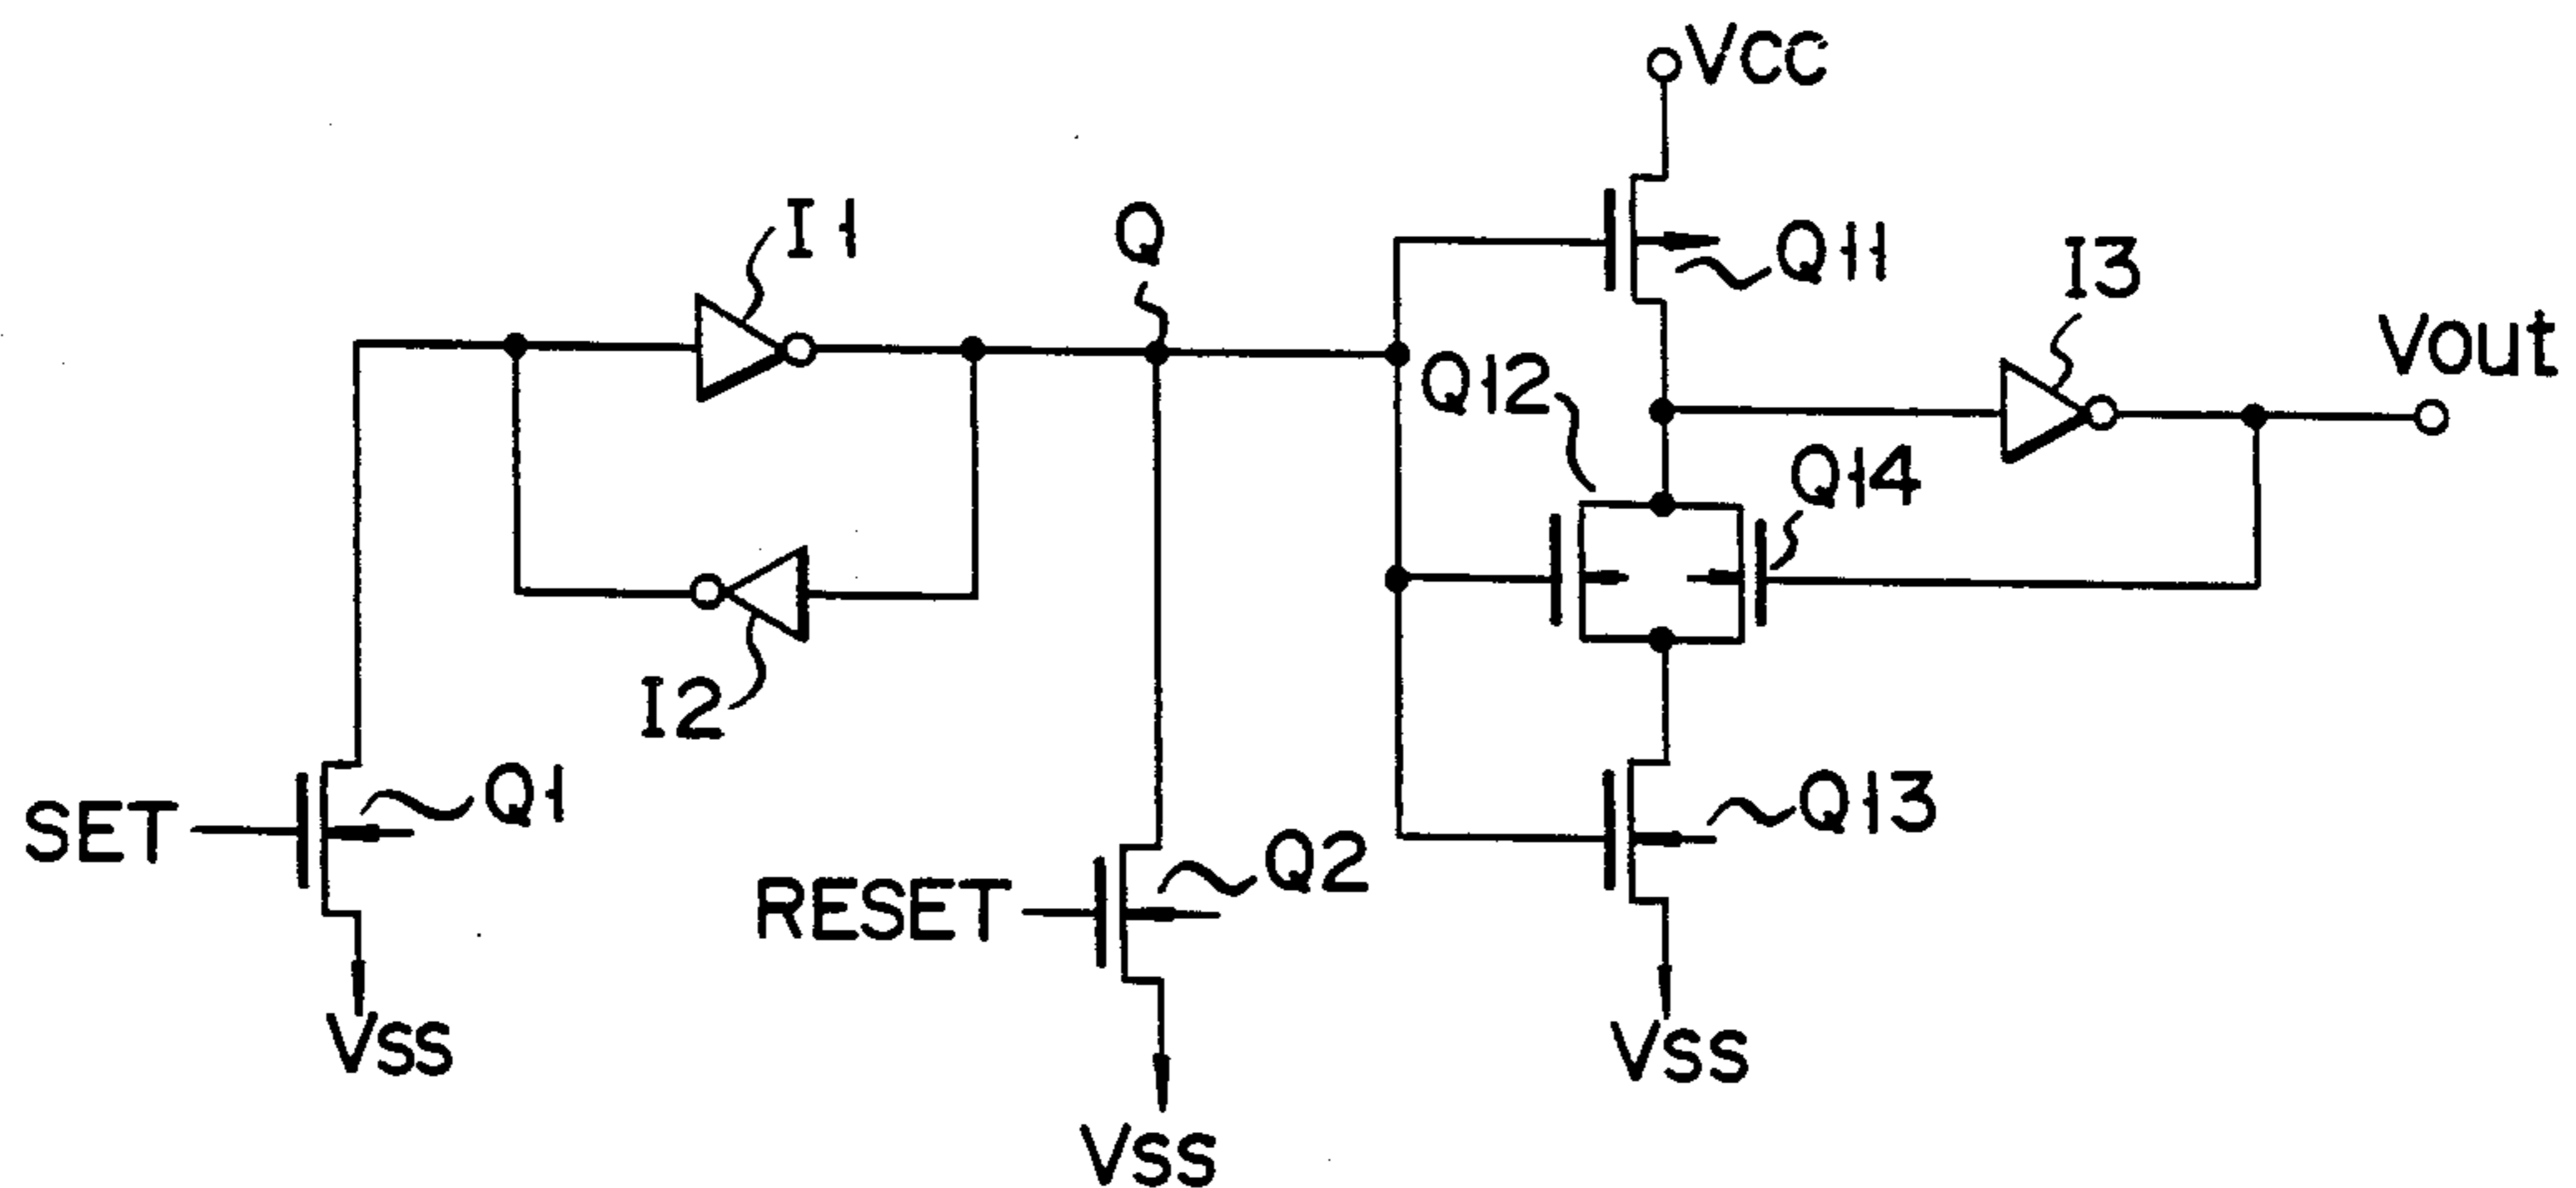 VCC
I1
Q
Q11
I3
Vout
Q12
Q14
I2
Q1
SET
Q13
Q2
RESET
VSS
VSS
VSS